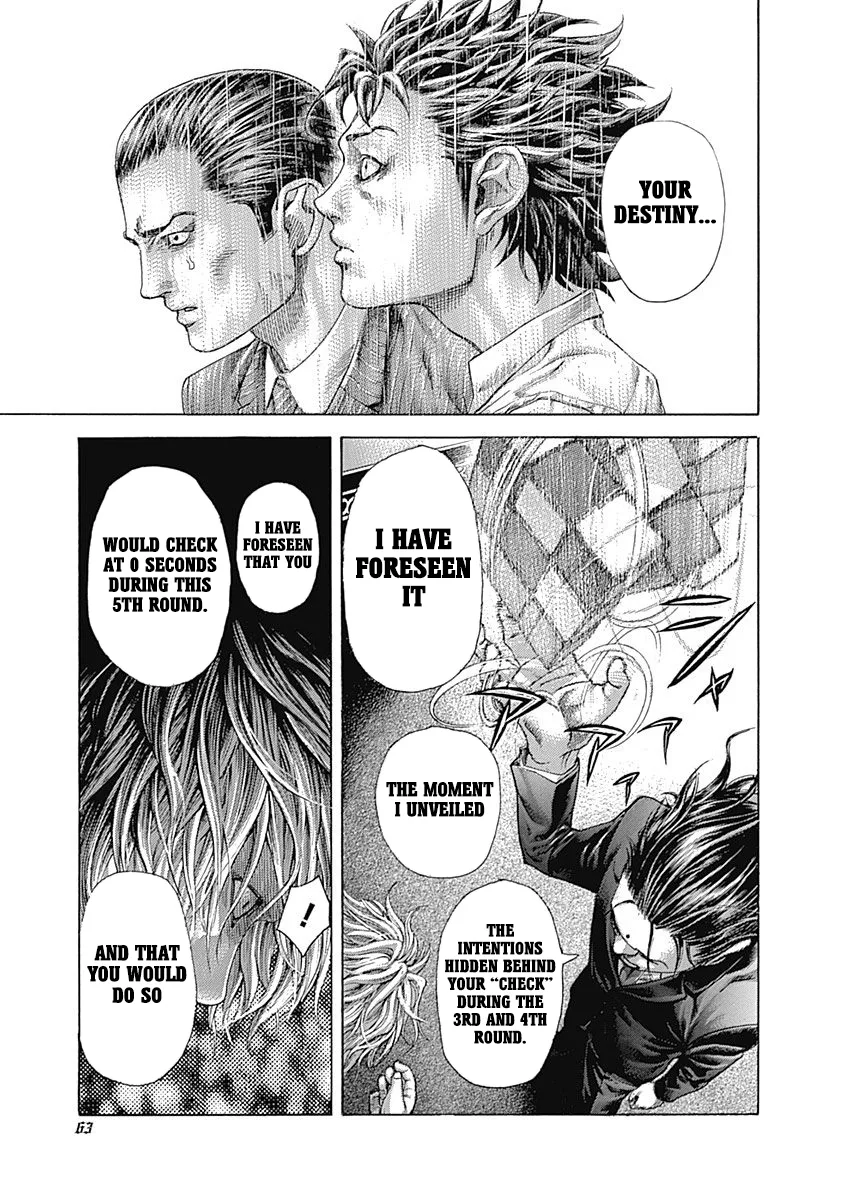 YOUR
DESTINY...
I HAVE
FORESEEN
IT
THE MOMENT
I UNVEILED
THE
INTENTIONS
HIDDEN BEHIND
YOUR “CHECK”
DURING THE
3RD AND 4TH
ROUND.
I HAVE
FORESEEN
THAT YOU
WOULD CHECK
AT 0 SECONDS
DURING THIS
5TH ROUND.
!
AND THAT
YOU WOULD
DO SO
63